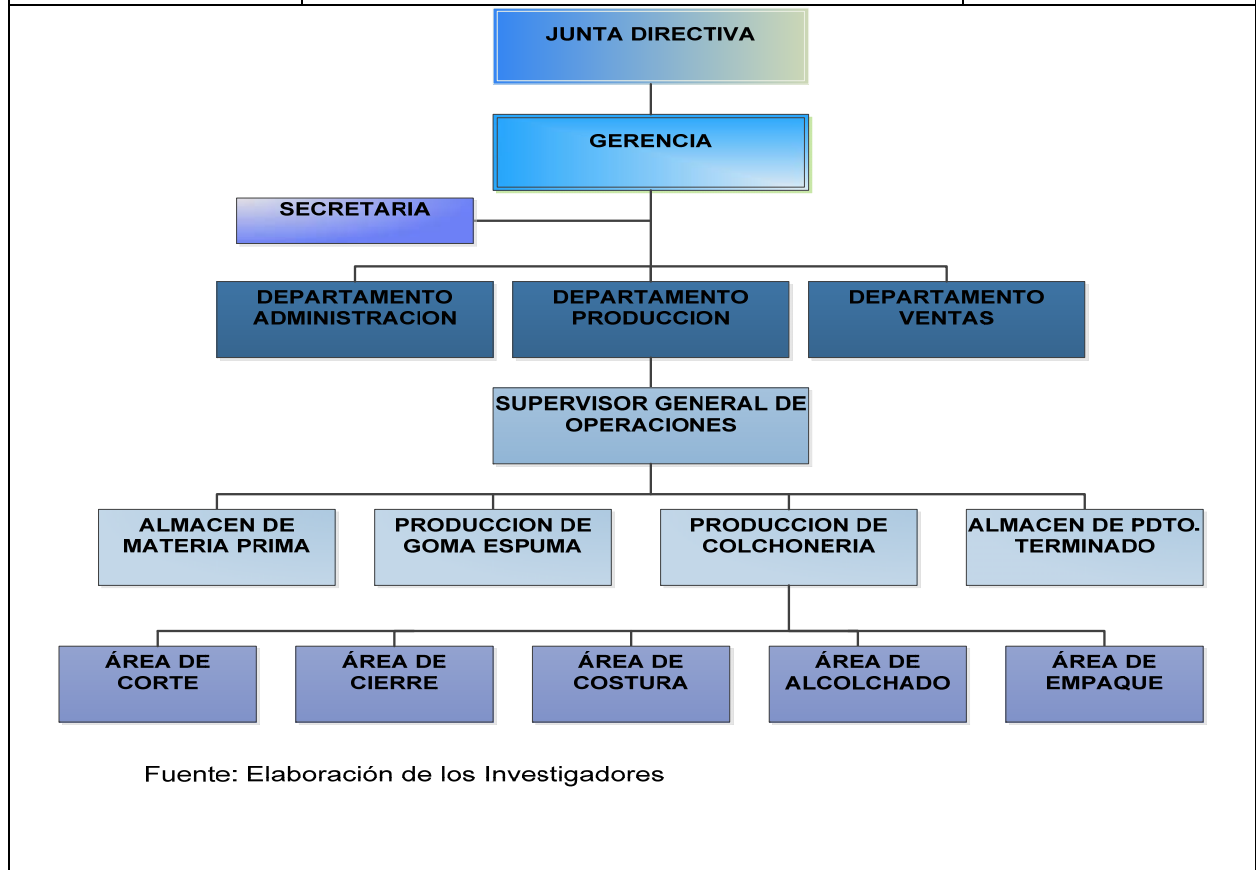 JUNTA DIRECTIVA
GERENCIA
SECRETARIA
DEPARTAMENTO
ADMINISTRACION
DEPARTAMENTO
PRODUCCION
DEPARTAMENTO
VENTAS
SUPERVISOR GENERAL DE
OPERACIONES
ALMACEN DE
MATERIA PRIMA
PRODUCCION DE
GOMA ESPUMA
PRODUCCION DE
COLCHONERIA
ALMACEN DE PDTO.
TERMINADO
ÁREA DE
CORTE
ÁREA DE
CIERRE
ÁREA DE
COSTURA
ÁREA DE
ALCOLCHADO
ÁREA DE
EMPAQUE
Fuente: Elaboración de los Investigadores